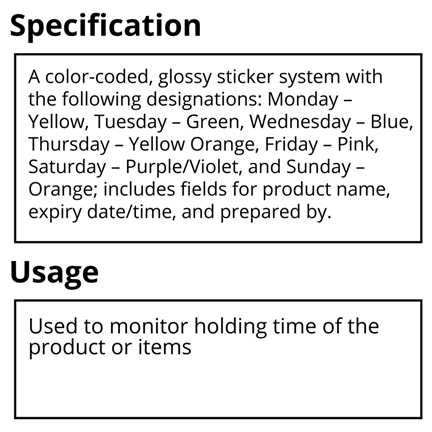 Specification
A color-coded, glossy sticker system with
the following designations: Monday –
Yellow, Tuesday – Green, Wednesday – Blue,
Thursday – Yellow Orange, Friday – Pink,
Saturday – Purple/Violet, and Sunday –
Orange; includes fields for product name,
expiry date/time, and prepared by.
Usage
Used to monitor holding time of the
product or items